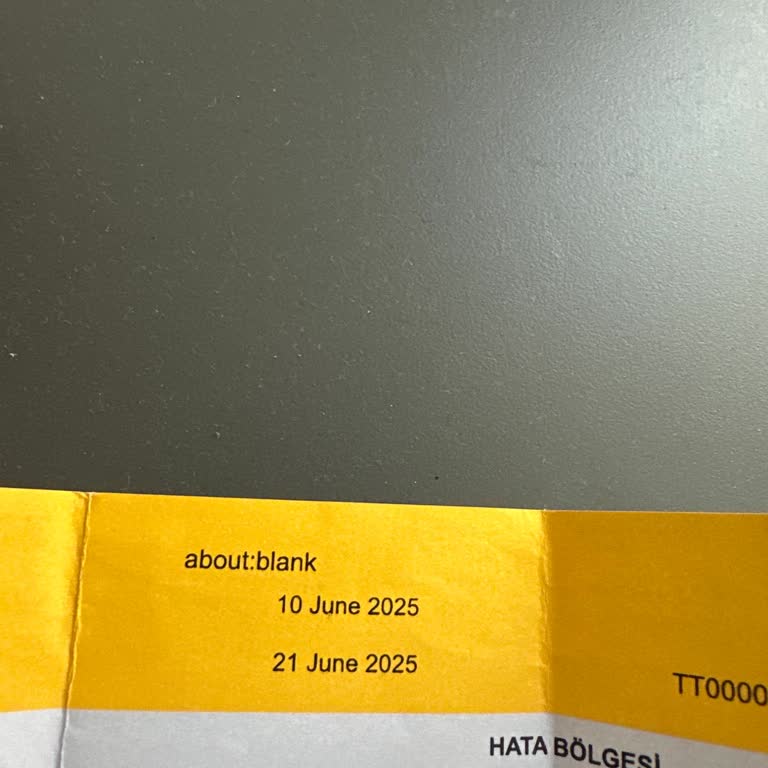 about:blank
10 June 2025
21 June 2025
TT0000
HATA BÖLGESİ